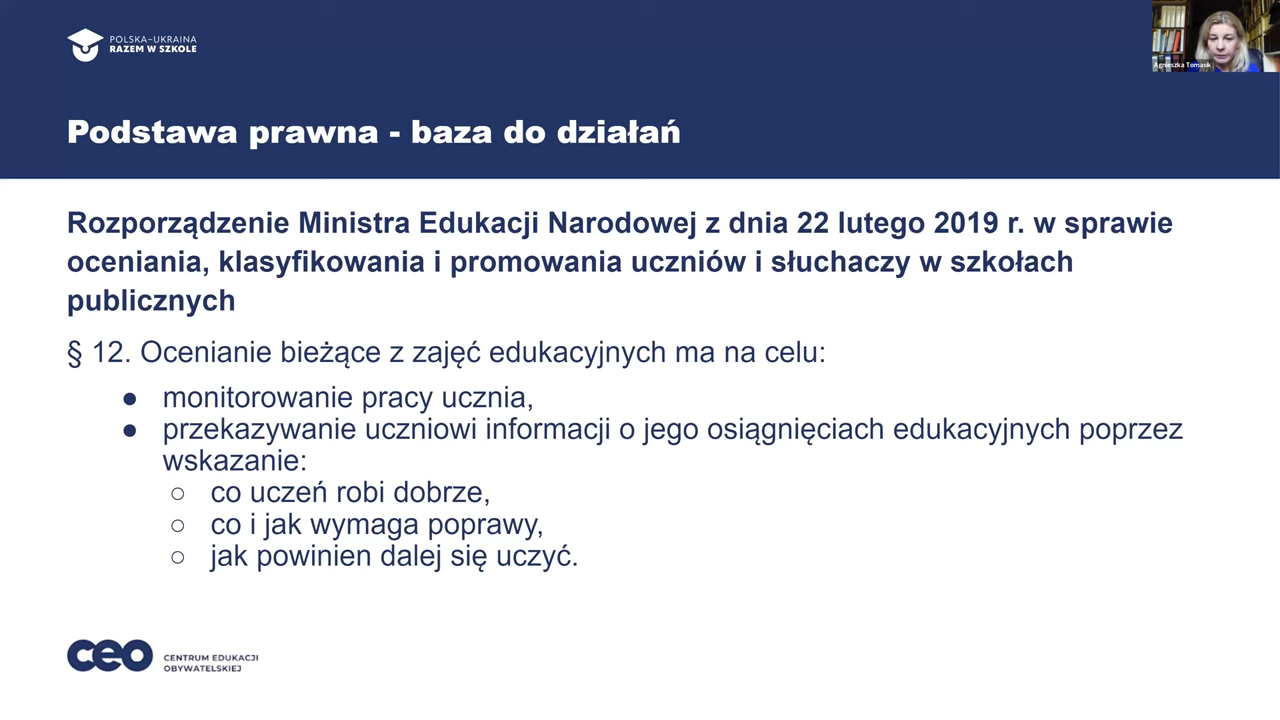 POLSKA–UKRAINA
RAZEM W SZKOLE
Agnieszka Tomasik
Podstawa prawna - baza do działań
Rozporządzenie Ministra Edukacji Narodowej z dnia 22 lutego 2019 r. w sprawie
oceniania, klasyfikowania i promowania uczniów i słuchaczy w szkołach
publicznych
§ 12. Ocenianie bieżące z zajęć edukacyjnych ma na celu:
● monitorowanie pracy ucznia,
● przekazywanie uczniowi informacji o jego osiągnięciach edukacyjnych poprzez
wskazanie:
○ co uczeń robi dobrze,
○ co i jak wymaga poprawy,
○ jak powinien dalej się uczyć.
ceo
CENTRUM EDUKACJI
OBYWATELSKIEJ